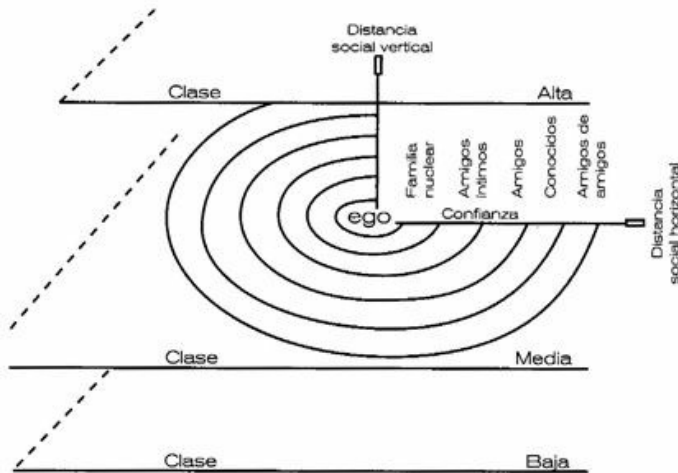 Distancia
social vertical
Clase Alta
Familia
nuclear
Amigos
íntimos
Amigos
Conocidos
Amigos de
amigos
ego
Confianza
Distancia
social horizontal
Clase Media
Clase Baja